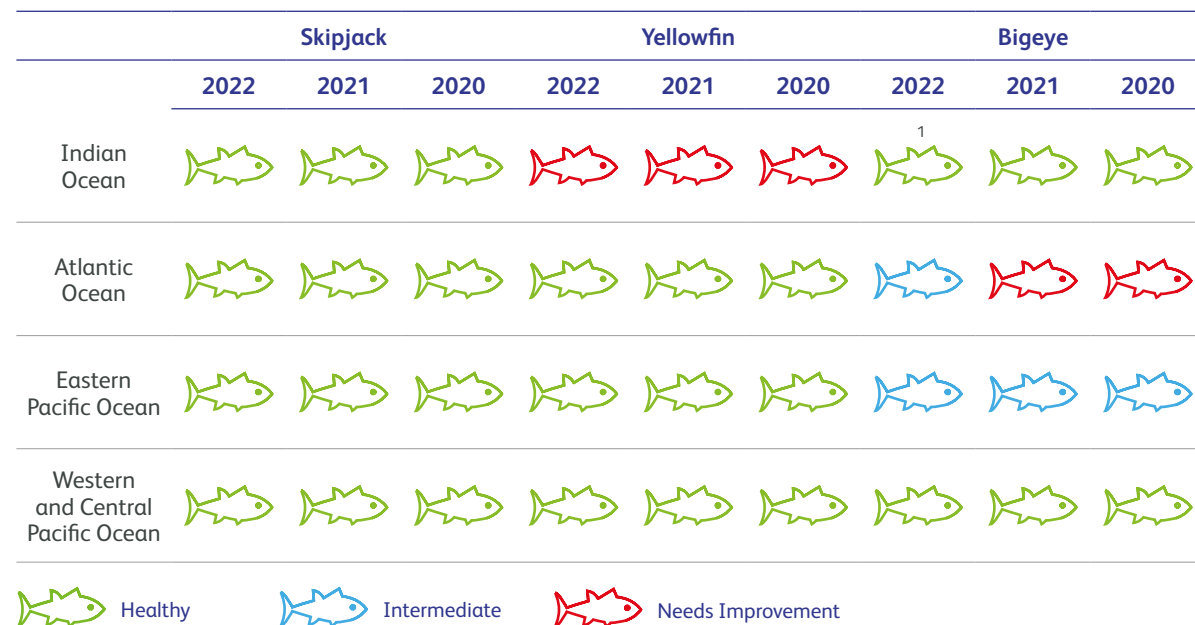 Skipjack Yellowfin Bigeye
2022 2021 2020 2022 2021 2020 2022 2021 2020
1
Indian
Ocean
Atlantic
Ocean
Eastern
Pacific Ocean
Western
and Central
Pacific Ocean
Healthy Intermediate Needs Improvement